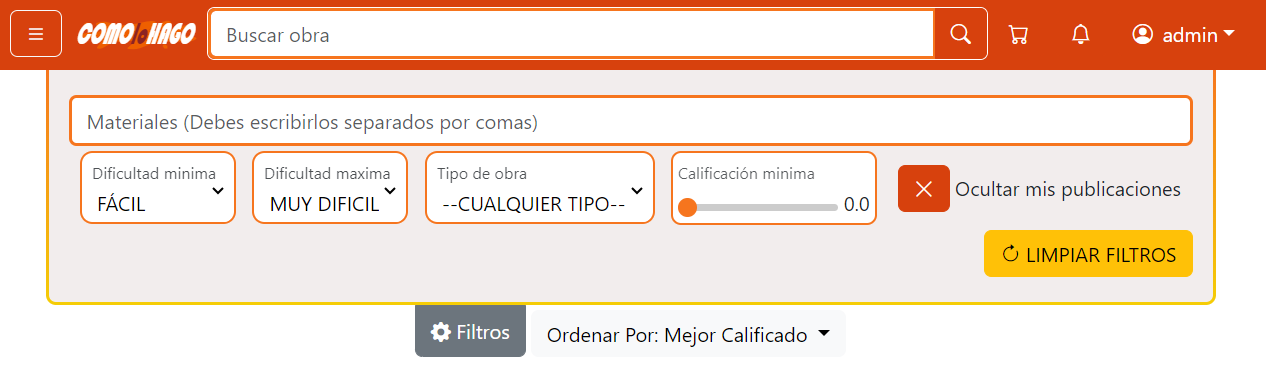 COMO lo HAGO
Buscar obra
admin
Materiales (Debes escribirlos separados por comas)
Dificultad minima
FÁCIL
Dificultad maxima
MUY DIFICIL
Tipo de obra
--CUALQUIER TIPO--
Calificación minima
0.0
Ocultar mis publicaciones
LIMPIAR FILTROS
Filtros
Ordenar Por: Mejor Calificado